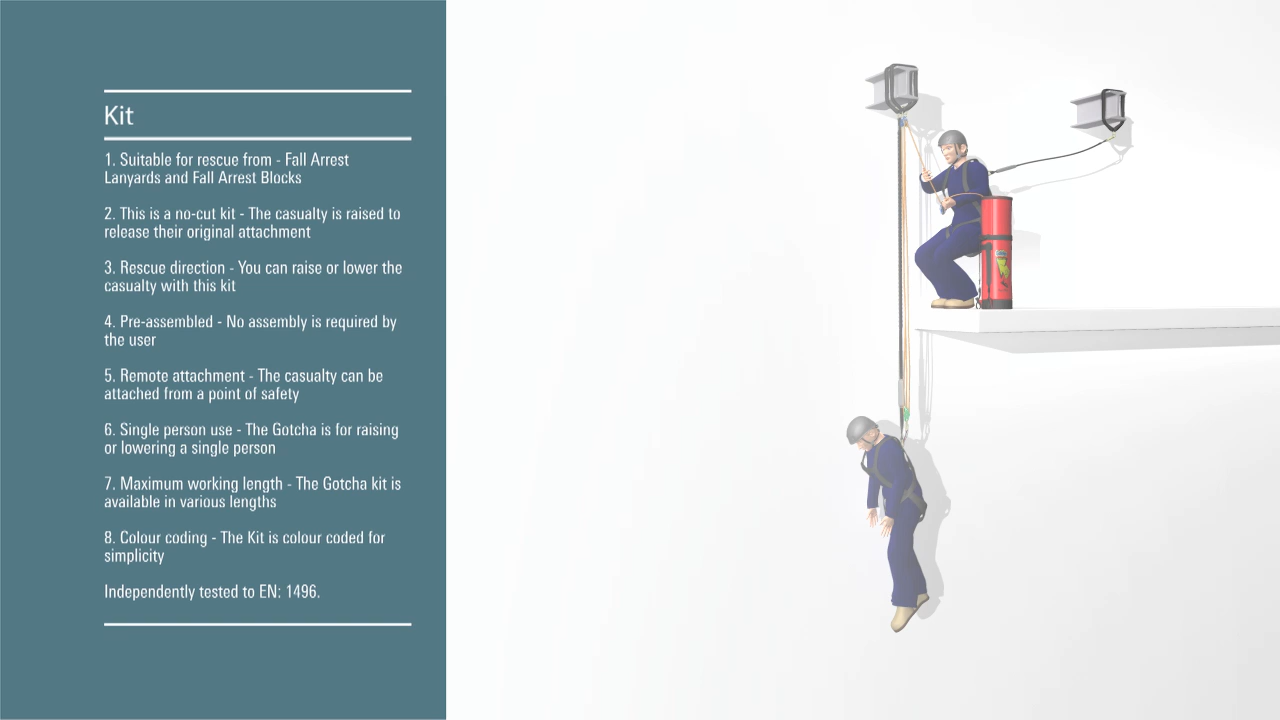 Kit
1. Suitable for rescue from - Fall Arrest
Lanyards and Fall Arrest Blocks
2. This is a no-cut kit - The casualty is raised to
release their original attachment
3. Rescue direction - You can raise or lower the
casualty with this kit
4. Pre-assembled - No assembly is required by
the user
5. Remote attachment - The casualty can be
attached from a point of safety
6. Single person use - The Gotcha is for raising
or lowering a single person
7. Maximum working length - The Gotcha kit is
available in various lengths
8. Colour coding - The Kit is colour coded for
simplicity
Independently tested to EN: 1496.